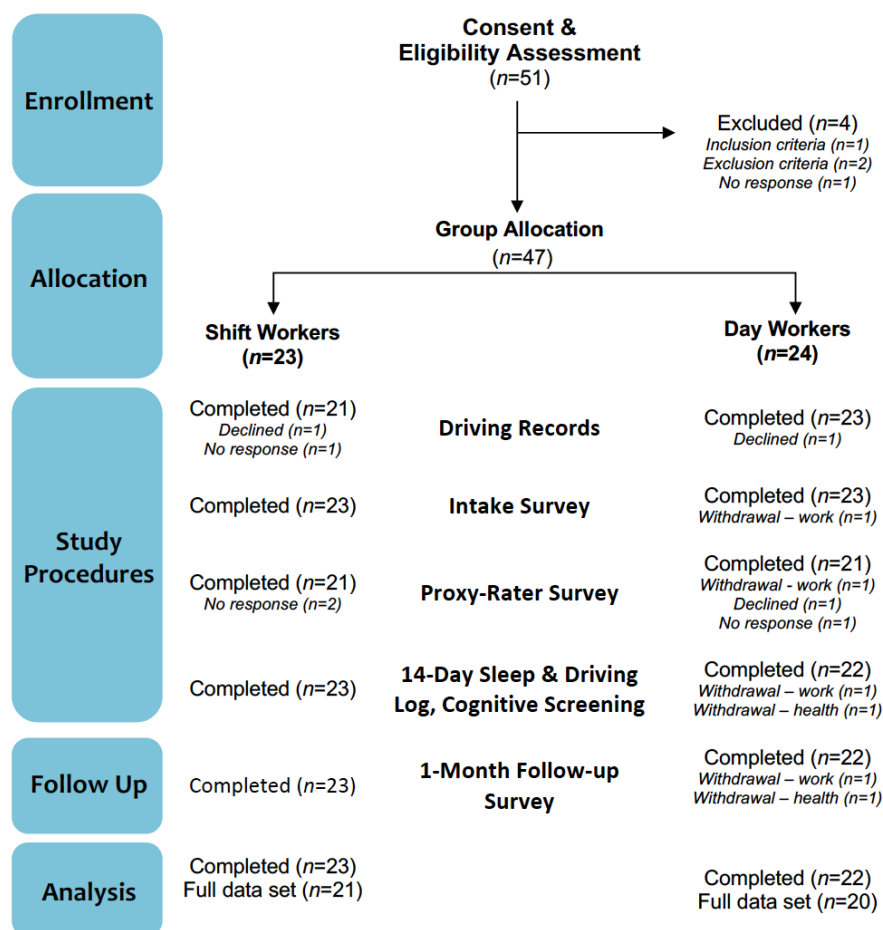 Enrollment
Consent &
Eligibility Assessment
(n=51)
Excluded (n=4)
Inclusion criteria (n=1)
Exclusion criteria (n=2)
No response (n=1)
Allocation
Group Allocation
(n=47)
Shift Workers
(n=23)
Day Workers
(n=24)
Study
Procedures
Completed (n=21)
Declined (n=1)
No response (n=1)
Driving Records
Completed (n=23)
Declined (n=1)
Completed (n=23)
Intake Survey
Completed (n=23)
Withdrawal – work (n=1)
Completed (n=21)
No response (n=2)
Proxy-Rater Survey
Completed (n=21)
Withdrawal - work (n=1)
Declined (n=1)
No response (n=1)
Completed (n=23)
14-Day Sleep & Driving
Log, Cognitive Screening
Completed (n=22)
Withdrawal – work (n=1)
Withdrawal – health (n=1)
Follow Up
Completed (n=23)
1-Month Follow-up
Survey
Completed (n=22)
Withdrawal – work (n=1)
Withdrawal – health (n=1)
Analysis
Completed (n=23)
Full data set (n=21)
Completed (n=22)
Full data set (n=20)